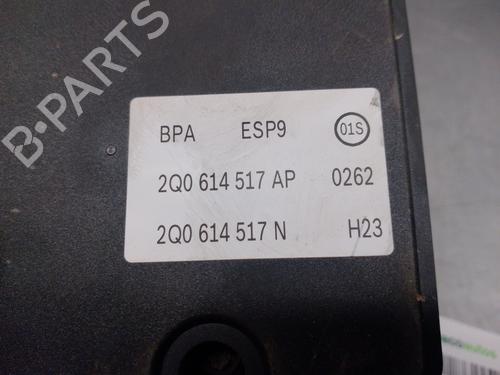 BPA ESP9 01S
2Q0 614 517 AP 0262
2Q0 614 517 N H23
B-PARTS